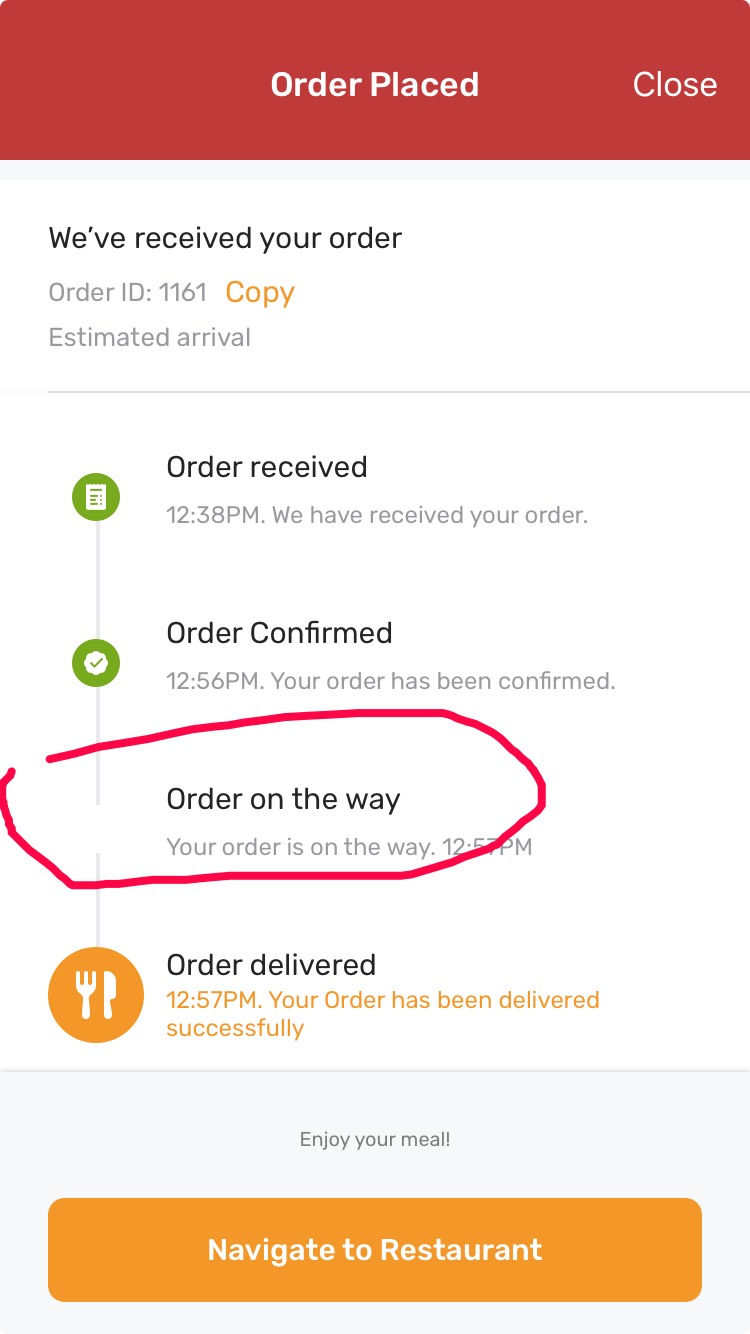 Order Placed
Close
We’ve received your order
Order ID: 1161 Copy
Estimated arrival
Order received
12:38PM. We have received your order.
Order Confirmed
12:56PM. Your order has been confirmed.
Order on the way
Your order is on the way. 12:57PM
Order delivered
12:57PM. Your Order has been delivered
successfully
Enjoy your meal!
Navigate to Restaurant